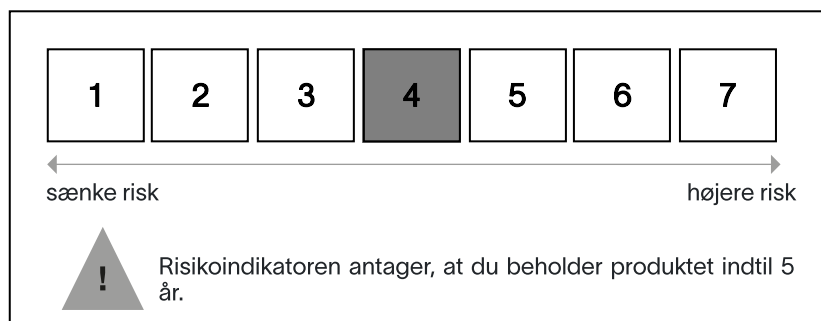 1 2 3 4 5 6 7
sænke risk højere risk
! Risikoindikatoren antager, at du beholder produktet indtil 5
år.